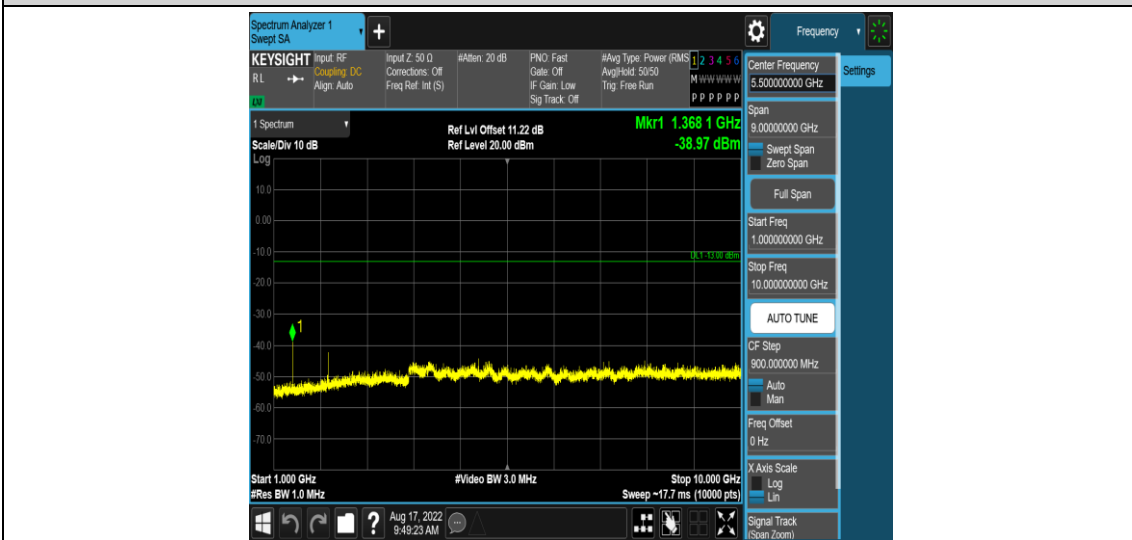 Spectrum Analyzer 1
Swept SA
+
Frequency
KEYSIGHT
RL
LXI
Input: RF
Coupling: DC
Align: Auto
Input Z: 50 Ω
Corrections: Off
Freq Ref: Int (S)
#Atten: 20 dB
PNO: Fast
Gate: Off
IF Gain: Low
Sig Track: Off
#Avg Type: Power (RMS
Avg|Hold: 50/50
Trig: Free Run
1 2 3 4 5 6
M W W W W W
P P P P P P
1 Spectrum
Scale/Div 10 dB
Log
Ref Lvl Offset 11.22 dB
Ref Level 20.00 dBm
Mkr1 1.368 1 GHz
-38.97 dBm
10.0
0.00
-10.0
-20.0
-30.0
-40.0
-50.0
-60.0
-70.0
DL1 -13.00 dBm
1
Start 1.000 GHz
#Res BW 1.0 MHz
#Video BW 3.0 MHz
Stop 10.000 GHz
Sweep ~17.7 ms (10000 pts)
?
Aug 17, 2022
9:49:23 AM
Center Frequency
5.500000000 GHz
Settings
Span
9.00000000 GHz
Swept Span
Zero Span
Full Span
Start Freq
1.000000000 GHz
Stop Freq
10.000000000 GHz
AUTO TUNE
CF Step
900.000000 MHz
Auto
Man
Freq Offset
0 Hz
X Axis Scale
Log
Lin
Signal Track
(Span Zoom)